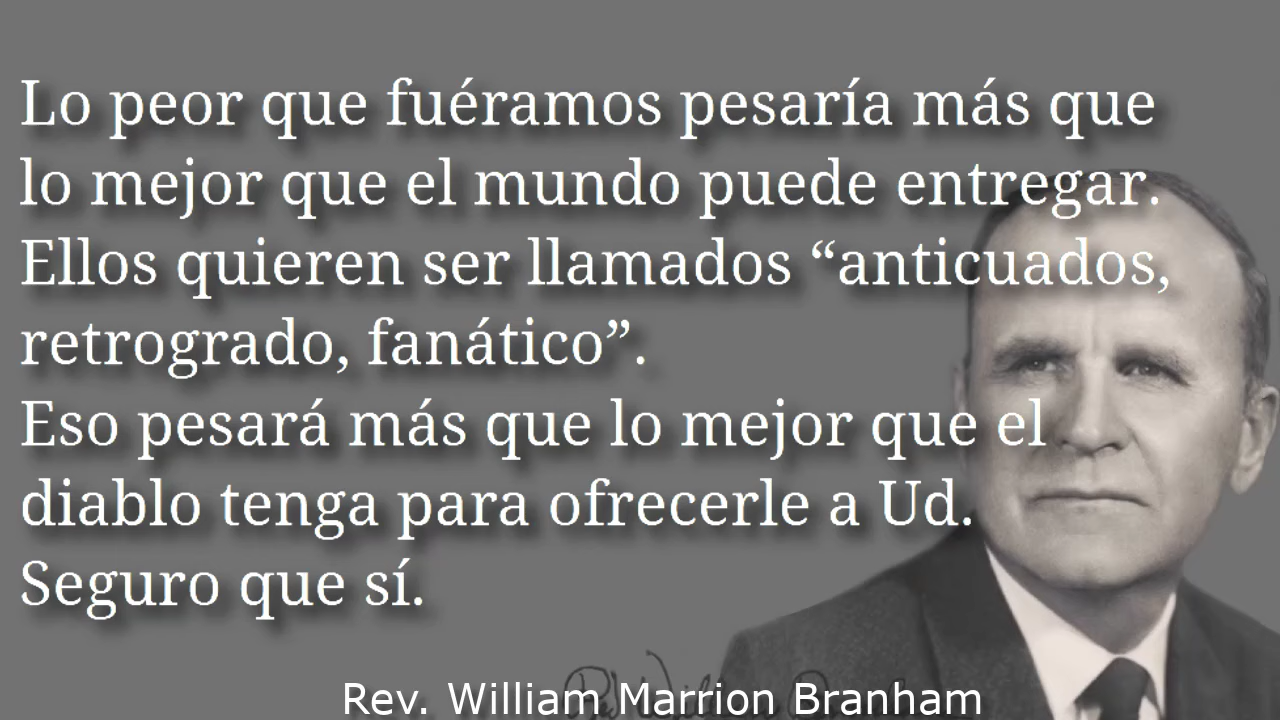 Lo peor que fuéramos pesaría más que
lo mejor que el mundo puede entregar.
Ellos quieren ser llamados “anticuados,
retrogrado, fanático”.
Eso pesará más que lo mejor que el
diablo tenga para ofrecerle a Ud.
Seguro que sí.
Rev. William Marrion Branham